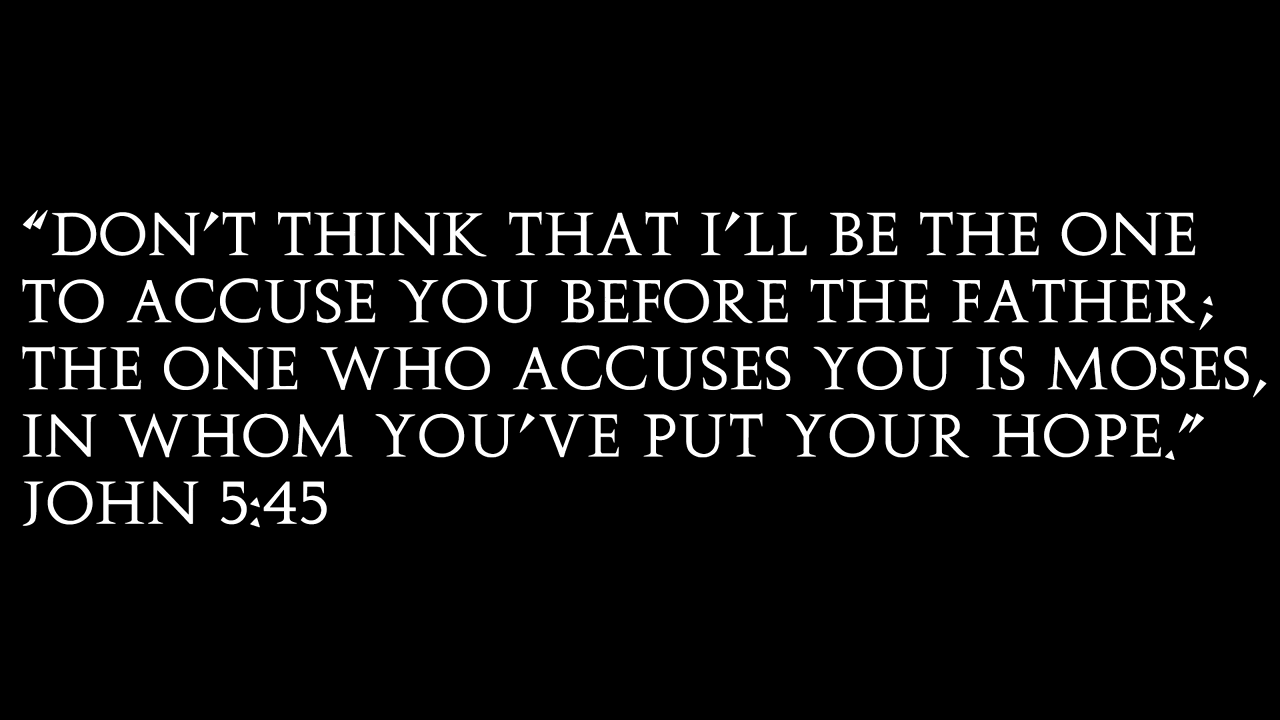 “DON’T THINK THAT I’LL BE THE ONE
TO ACCUSE YOU BEFORE THE FATHER;
THE ONE WHO ACCUSES YOU IS MOSES,
IN WHOM YOU’VE PUT YOUR HOPE.”
JOHN 5:45